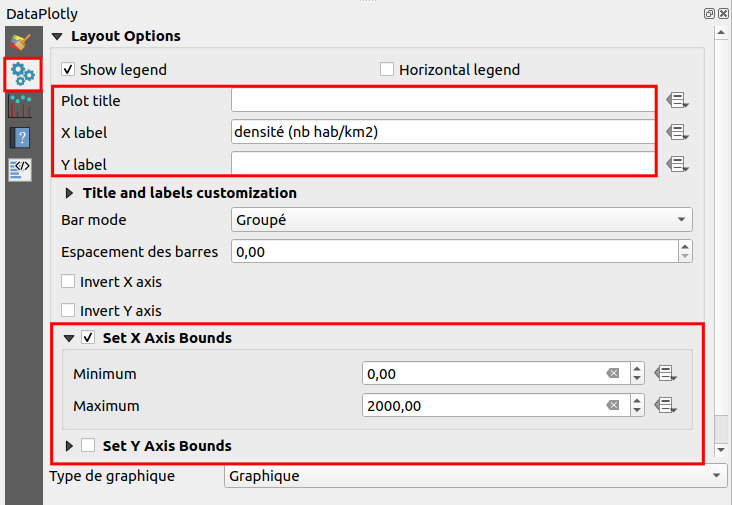 DataPlotly
Layout Options
Show legend
Horizontal legend
Plot title
X label densité (nb hab/km2)
Y label
Title and labels customization
Bar mode Groupé
Espacement des barres 0,00
Invert X axis
Invert Y axis
Set X Axis Bounds
Minimum 0,00
Maximum 2000,00
Set Y Axis Bounds
Type de graphique Graphique